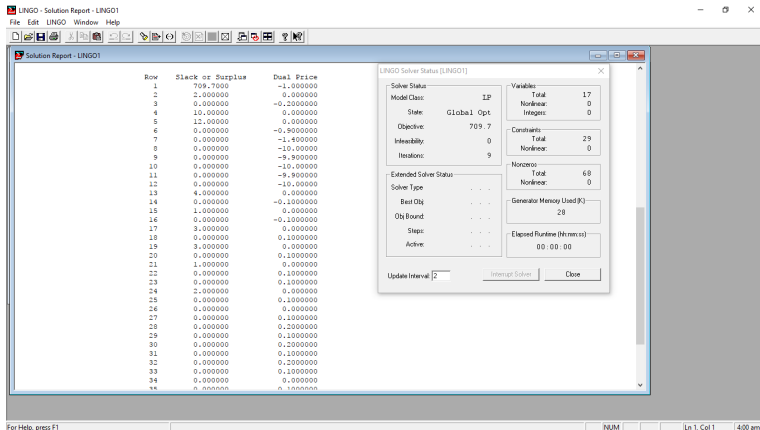 LINGO - Solution Report - LINGO1
File Edit LINGO Window Help
Solution Report - LINGO1
Row Slack or Surplus Dual Price
1 709.7000 -1.000000
2 2.000000 0.000000
3 0.000000 -0.2000000
4 10.00000 0.000000
5 12.00000 0.000000
6 0.000000 -0.9000000
7 0.000000 -1.400000
8 0.000000 -10.00000
9 0.000000 -9.900000
10 0.000000 -10.00000
11 0.000000 -9.900000
12 0.000000 -10.00000
13 4.000000 0.000000
14 0.000000 -0.1000000
15 1.000000 0.000000
16 0.000000 -0.1000000
17 3.000000 0.000000
18 0.000000 0.1000000
19 3.000000 0.000000
20 0.000000 0.1000000
21 1.000000 0.000000
22 0.000000 0.1000000
23 0.000000 0.1000000
24 2.000000 0.000000
25 0.000000 0.1000000
26 0.000000 0.000000
27 0.000000 0.1000000
28 0.000000 0.2000000
29 0.000000 0.1000000
30 0.000000 0.2000000
31 0.000000 0.1000000
32 0.000000 0.2000000
33 0.000000 0.1000000
34 0.000000 0.000000
35 0.000000 0.1000000
LINGO Solver Status [LINGO1]
Solver Status
Model Class: LP
State: Global Opt
Objective: 709.7
Infeasibility: 0
Iterations: 9
Extended Solver Status
Solver Type . . .
Best Obj: . . .
Obj Bound: . . .
Steps: . . .
Active: . . .
Variables
Total: 17
Nonlinear: 0
Integers: 0
Constraints
Total: 29
Nonlinear: 0
Nonzeros
Total: 68
Nonlinear: 0
Generator Memory Used (K)
28
Elapsed Runtime (hh:mm:ss)
00:00:00
Update Interval: 2
Interrupt Solver
Close
For Help, press F1
NUM
Ln 1, Col 1
4:00 am